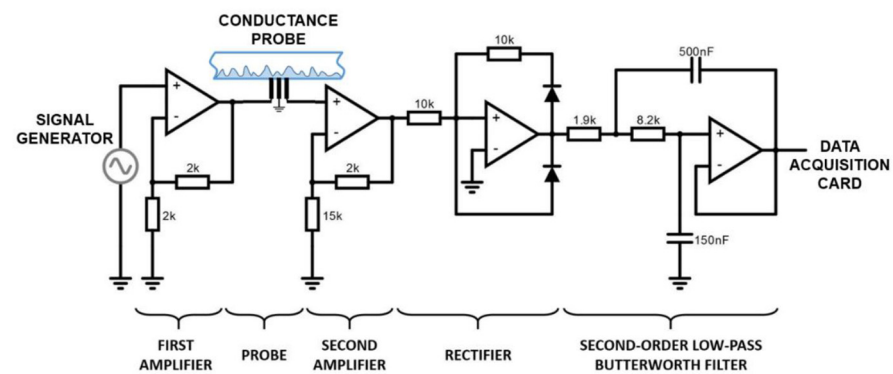 CONDUCTANCE
PROBE
SIGNAL
GENERATOR
+
-
2k
2k
+
-
2k
15k
10k
10k
+
-
1.9k
8.2k
500nF
+
-
150nF
DATA
ACQUISITION
CARD
FIRST
AMPLIFIER
PROBE
SECOND
AMPLIFIER
RECTIFIER
SECOND-ORDER LOW-PASS
BUTTERWORTH FILTER